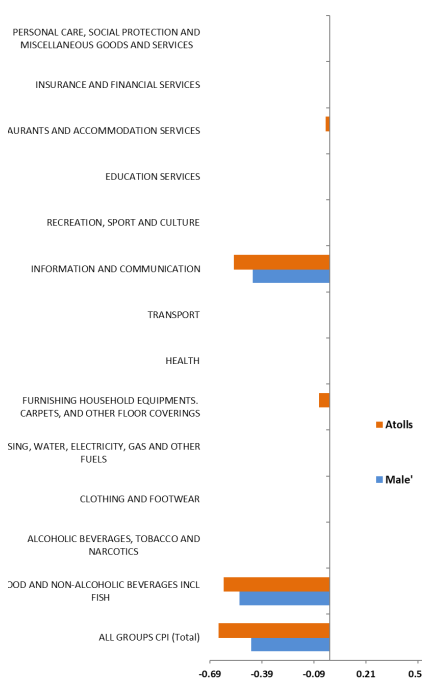 PERSONAL CARE, SOCIAL PROTECTION AND
MISCELLANEOUS GOODS AND SERVICES
INSURANCE AND FINANCIAL SERVICES
AURANTS AND ACCOMMODATION SERVICES
EDUCATION SERVICES
RECREATION, SPORT AND CULTURE
INFORMATION AND COMMUNICATION
TRANSPORT
HEALTH
FURNISHING HOUSEHOLD EQUIPMENTS.
CARPETS, AND OTHER FLOOR COVERINGS
Atolls
SING, WATER, ELECTRICITY, GAS AND OTHER
FUELS
Male'
CLOTHING AND FOOTWEAR
ALCOHOLIC BEVERAGES, TOBACCO AND
NARCOTICS
OOD AND NON-ALCOHOLIC BEVERAGES INCL
FISH
ALL GROUPS CPI (Total)
-0.69 -0.39 -0.09 0.21 0.5